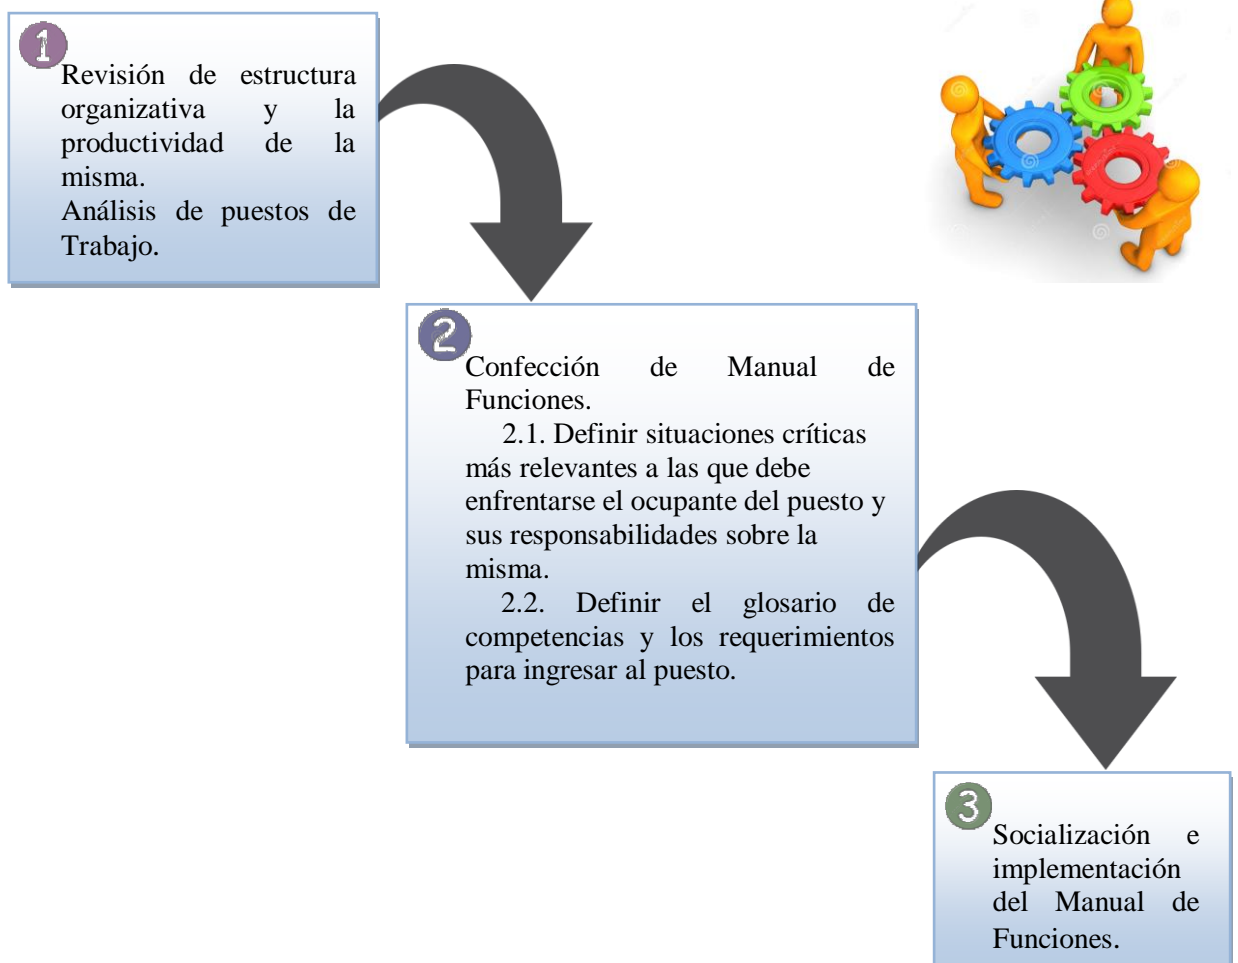 1
Revisión de estructura
organizativa y la
productividad de la
misma.
Análisis de puestos de
Trabajo.
2
Confección de Manual de
Funciones.
2.1. Definir situaciones críticas
más relevantes a las que debe
enfrentarse el ocupante del puesto y
sus responsabilidades sobre la
misma.
2.2. Definir el glosario de
competencias y los requerimientos
para ingresar al puesto.
3
Socialización e
implementación
del Manual de
Funciones.